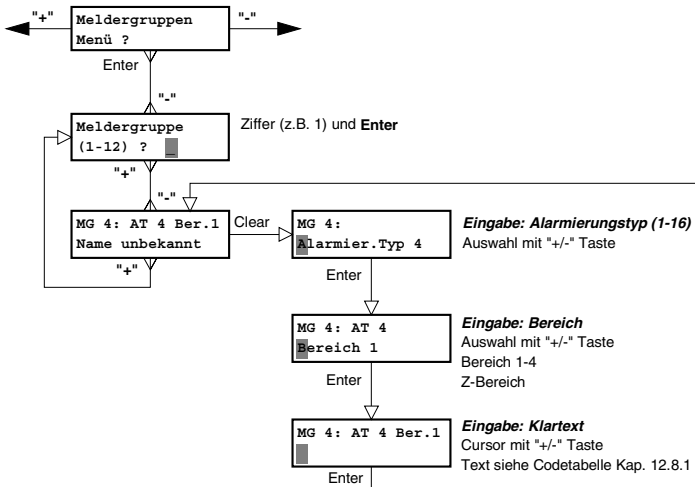 "+"
Meldergruppen
Menü ?
"-"
Enter
"-"
Meldergruppe
(1-12) ? _
Ziffer (z.B. 1) und Enter
"+"
"-"
MG 4: AT 4 Ber.1
Name unbekannt
Clear
"+"
MG 4:
Alarmier.Typ 4
Eingabe: Alarmierungstyp (1-16)
Auswahl mit "+/-" Taste
Enter
MG 4: AT 4
Bereich 1
Eingabe: Bereich
Auswahl mit "+/-" Taste
Bereich 1-4
Z-Bereich
Enter
MG 4: AT 4 Ber.1
Eingabe: Klartext
Cursor mit "+/-" Taste
Text siehe Codetabelle Kap. 12.8.1
Enter